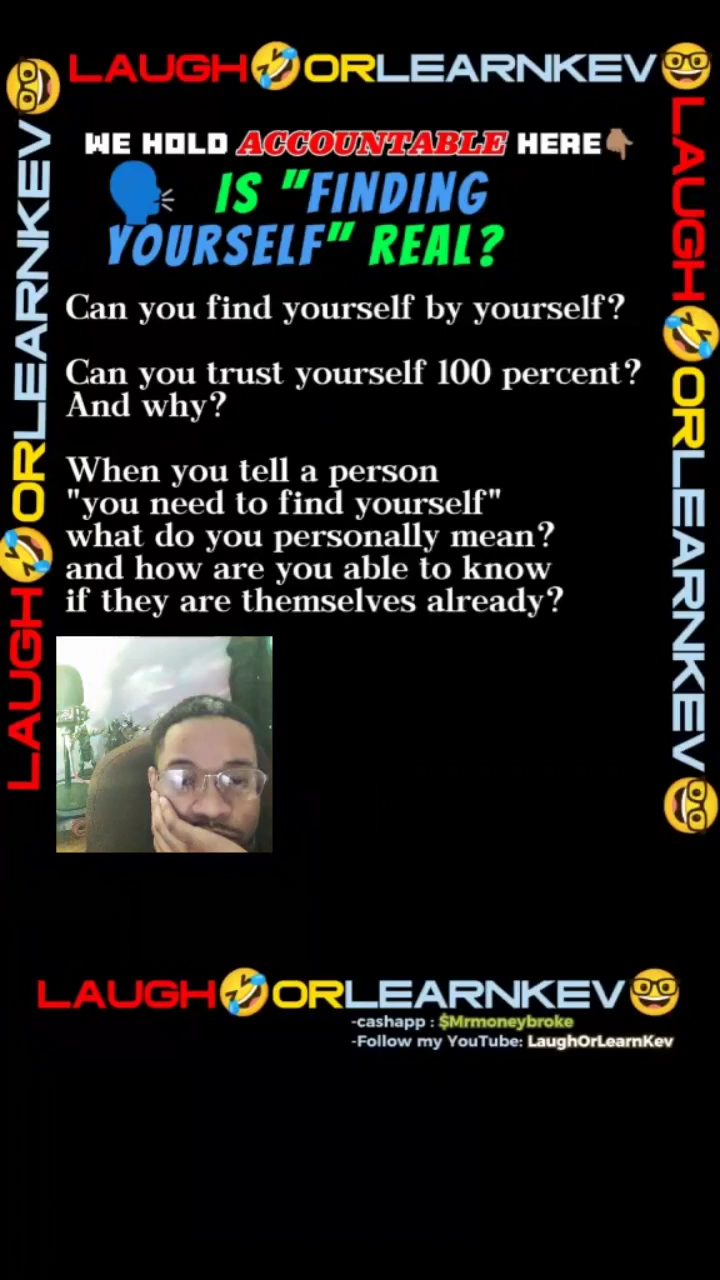 LAUGH🤣ORLEARNKEV🤓
WE HOLD ACCOUNTABLE HERE👇🏽
🗣 IS "FINDING
YOURSELF" REAL?
Can you find yourself by yourself?
Can you trust yourself 100 percent?
And why?
When you tell a person
"you need to find yourself"
what do you personally mean?
and how are you able to know
if they are themselves already?
LAUGH🤣ORLEARNKEV🤓
LAUGH🤣ORLEARNKEV🤓
LAUGH🤣ORLEARNKEV🤓
-cashapp : $Mrmoneybroke
-Follow my YouTube: LaughOrLearnKev